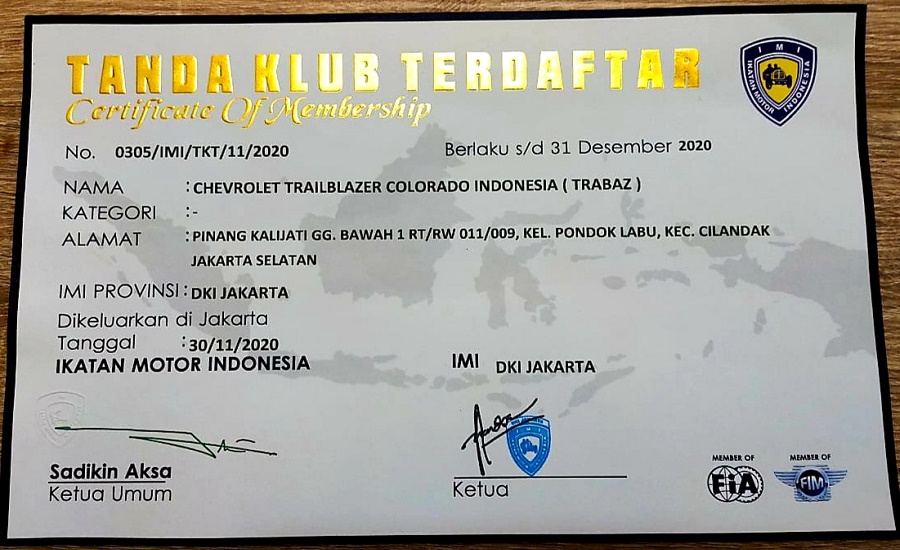 TANDA KLUB TERDAFTAR
Certificate Of Membership
IMI
IKATAN MOTOR INDONESIA
No. 0305/IMI/TKT/11/2020
Berlaku s/d 31 Desember 2020
NAMA : CHEVROLET TRAILBLAZER COLORADO INDONESIA ( TRABAZ )
KATEGORI :-
ALAMAT : PINANG KALIJATI GG. BAWAH 1 RT/RW 011/009, KEL. PONDOK LABU, KEC. CILANDAK
JAKARTA SELATAN
IMI PROVINSI : DKI JAKARTA
Dikeluarkan di Jakarta
Tanggal : 30/11/2020
IKATAN MOTOR INDONESIA
IMI DKI JAKARTA
Sadikin Aksa
Ketua Umum
Ketua
MEMBER OF
FiA
MEMBER OF
FIM